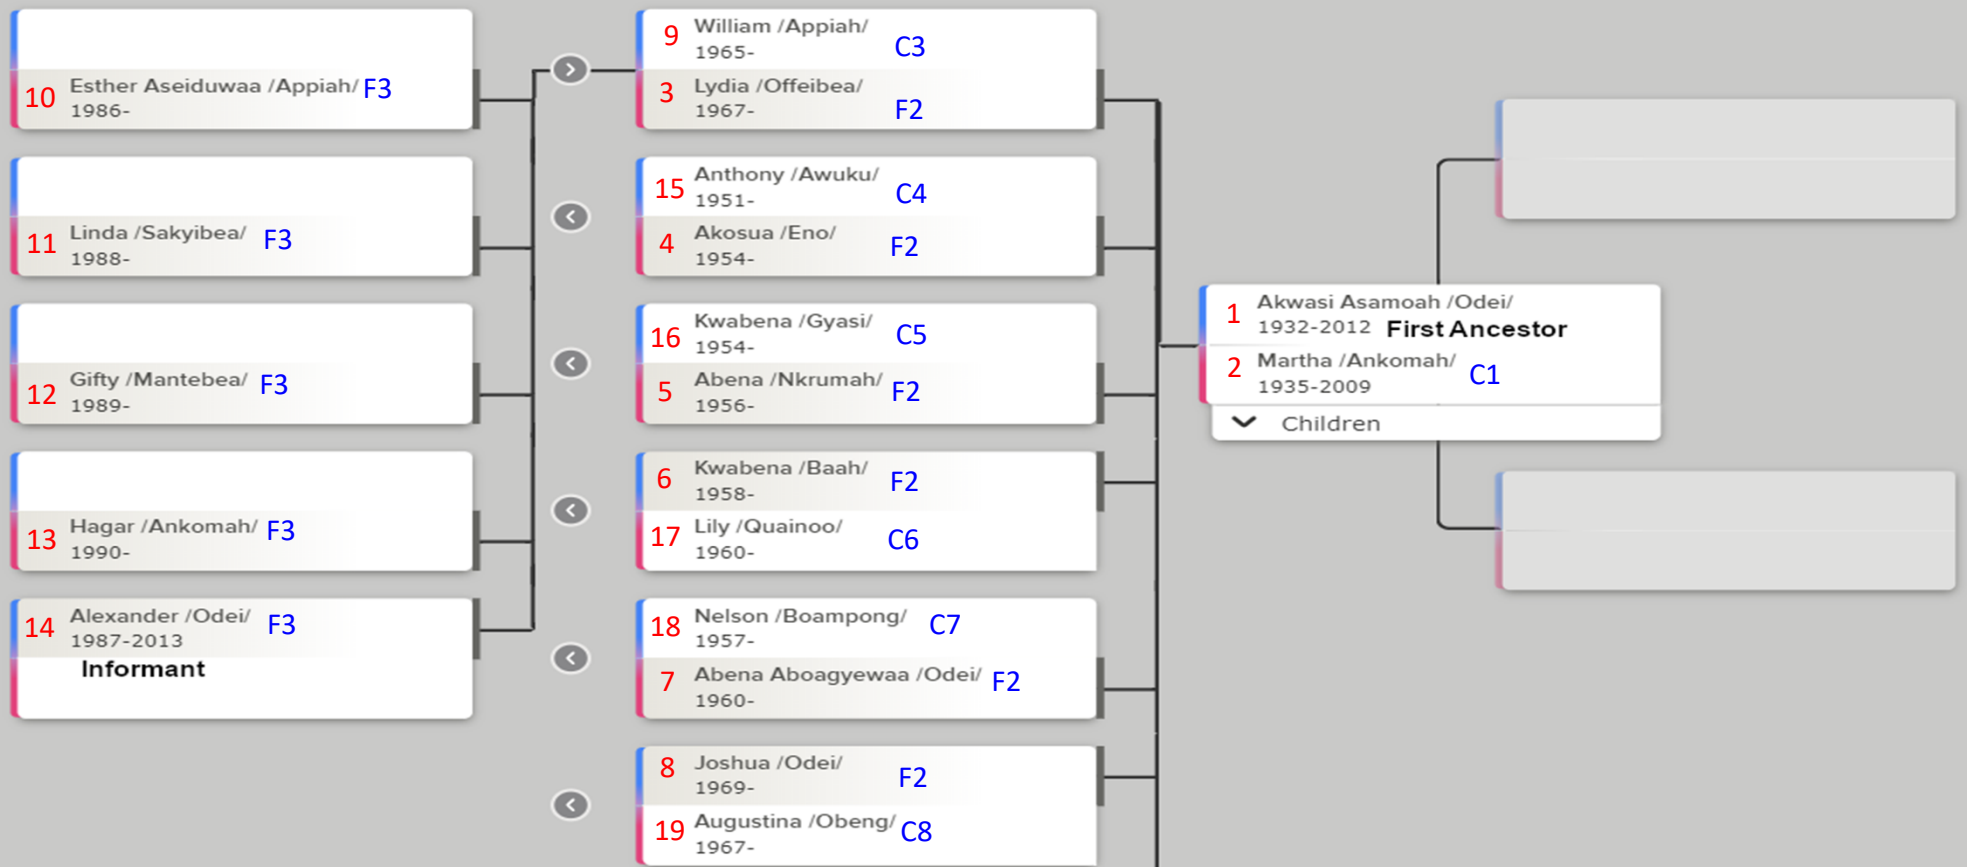 10 Esther Aseiduwaa /Appiah/ F3
1986-
11 Linda /Sakyibea/ F3
1988-
12 Gifty /Mantebea/ F3
1989-
13 Hagar /Ankomah/ F3
1990-
14 Alexander /Odei/ F3
1987-2013
Informant
9 William /Appiah/ C3
1965-
3 Lydia /Offeibea/ F2
1967-
15 Anthony /Awuku/ C4
1951-
4 Akosua /Eno/ F2
1954-
16 Kwabena /Gyasi/ C5
1954-
5 Abena /Nkrumah/ F2
1956-
6 Kwabena /Baah/ F2
1958-
17 Lily /Quainoo/ C6
1960-
18 Nelson /Boampong/ C7
1957-
7 Abena Aboagyewaa /Odei/ F2
1960-
8 Joshua /Odei/ F2
1969-
19 Augustina /Obeng/ C8
1967-
1 Akwasi Asamoah /Odei/
1932-2012 First Ancestor
2 Martha /Ankomah/ C1
1935-2009
Children